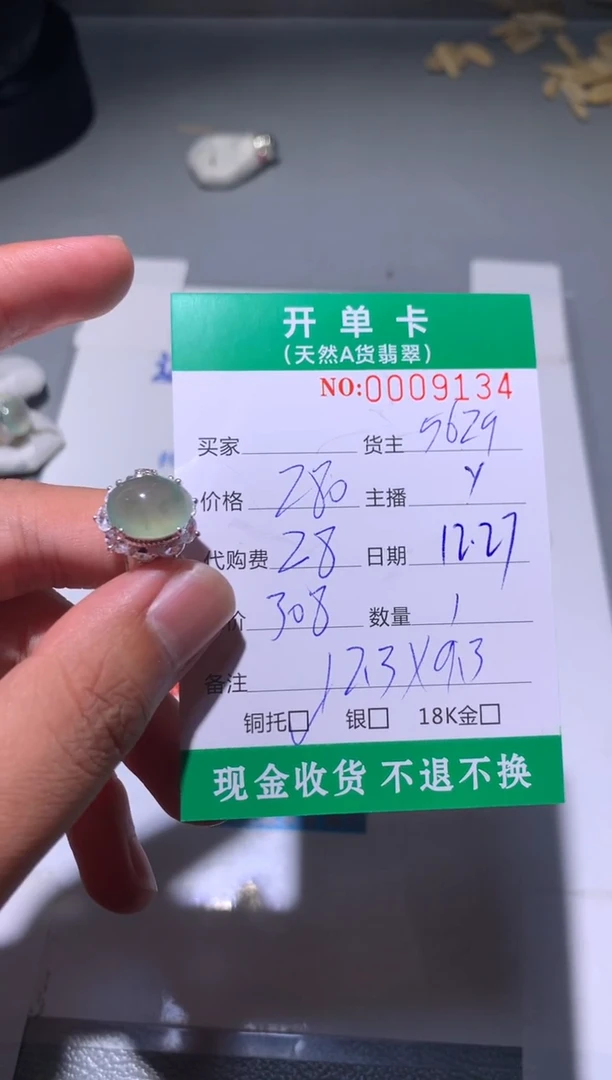 开单卡
(天然A货翡翠)
NO:0009134
买家 货主 5629
价格 280 主播 Y
代购费 28 日期 12.27
价 308 数量 1
备注 12.3X9.3
铜托☑ 银☐ 18K金☐
现金收货 不退不换